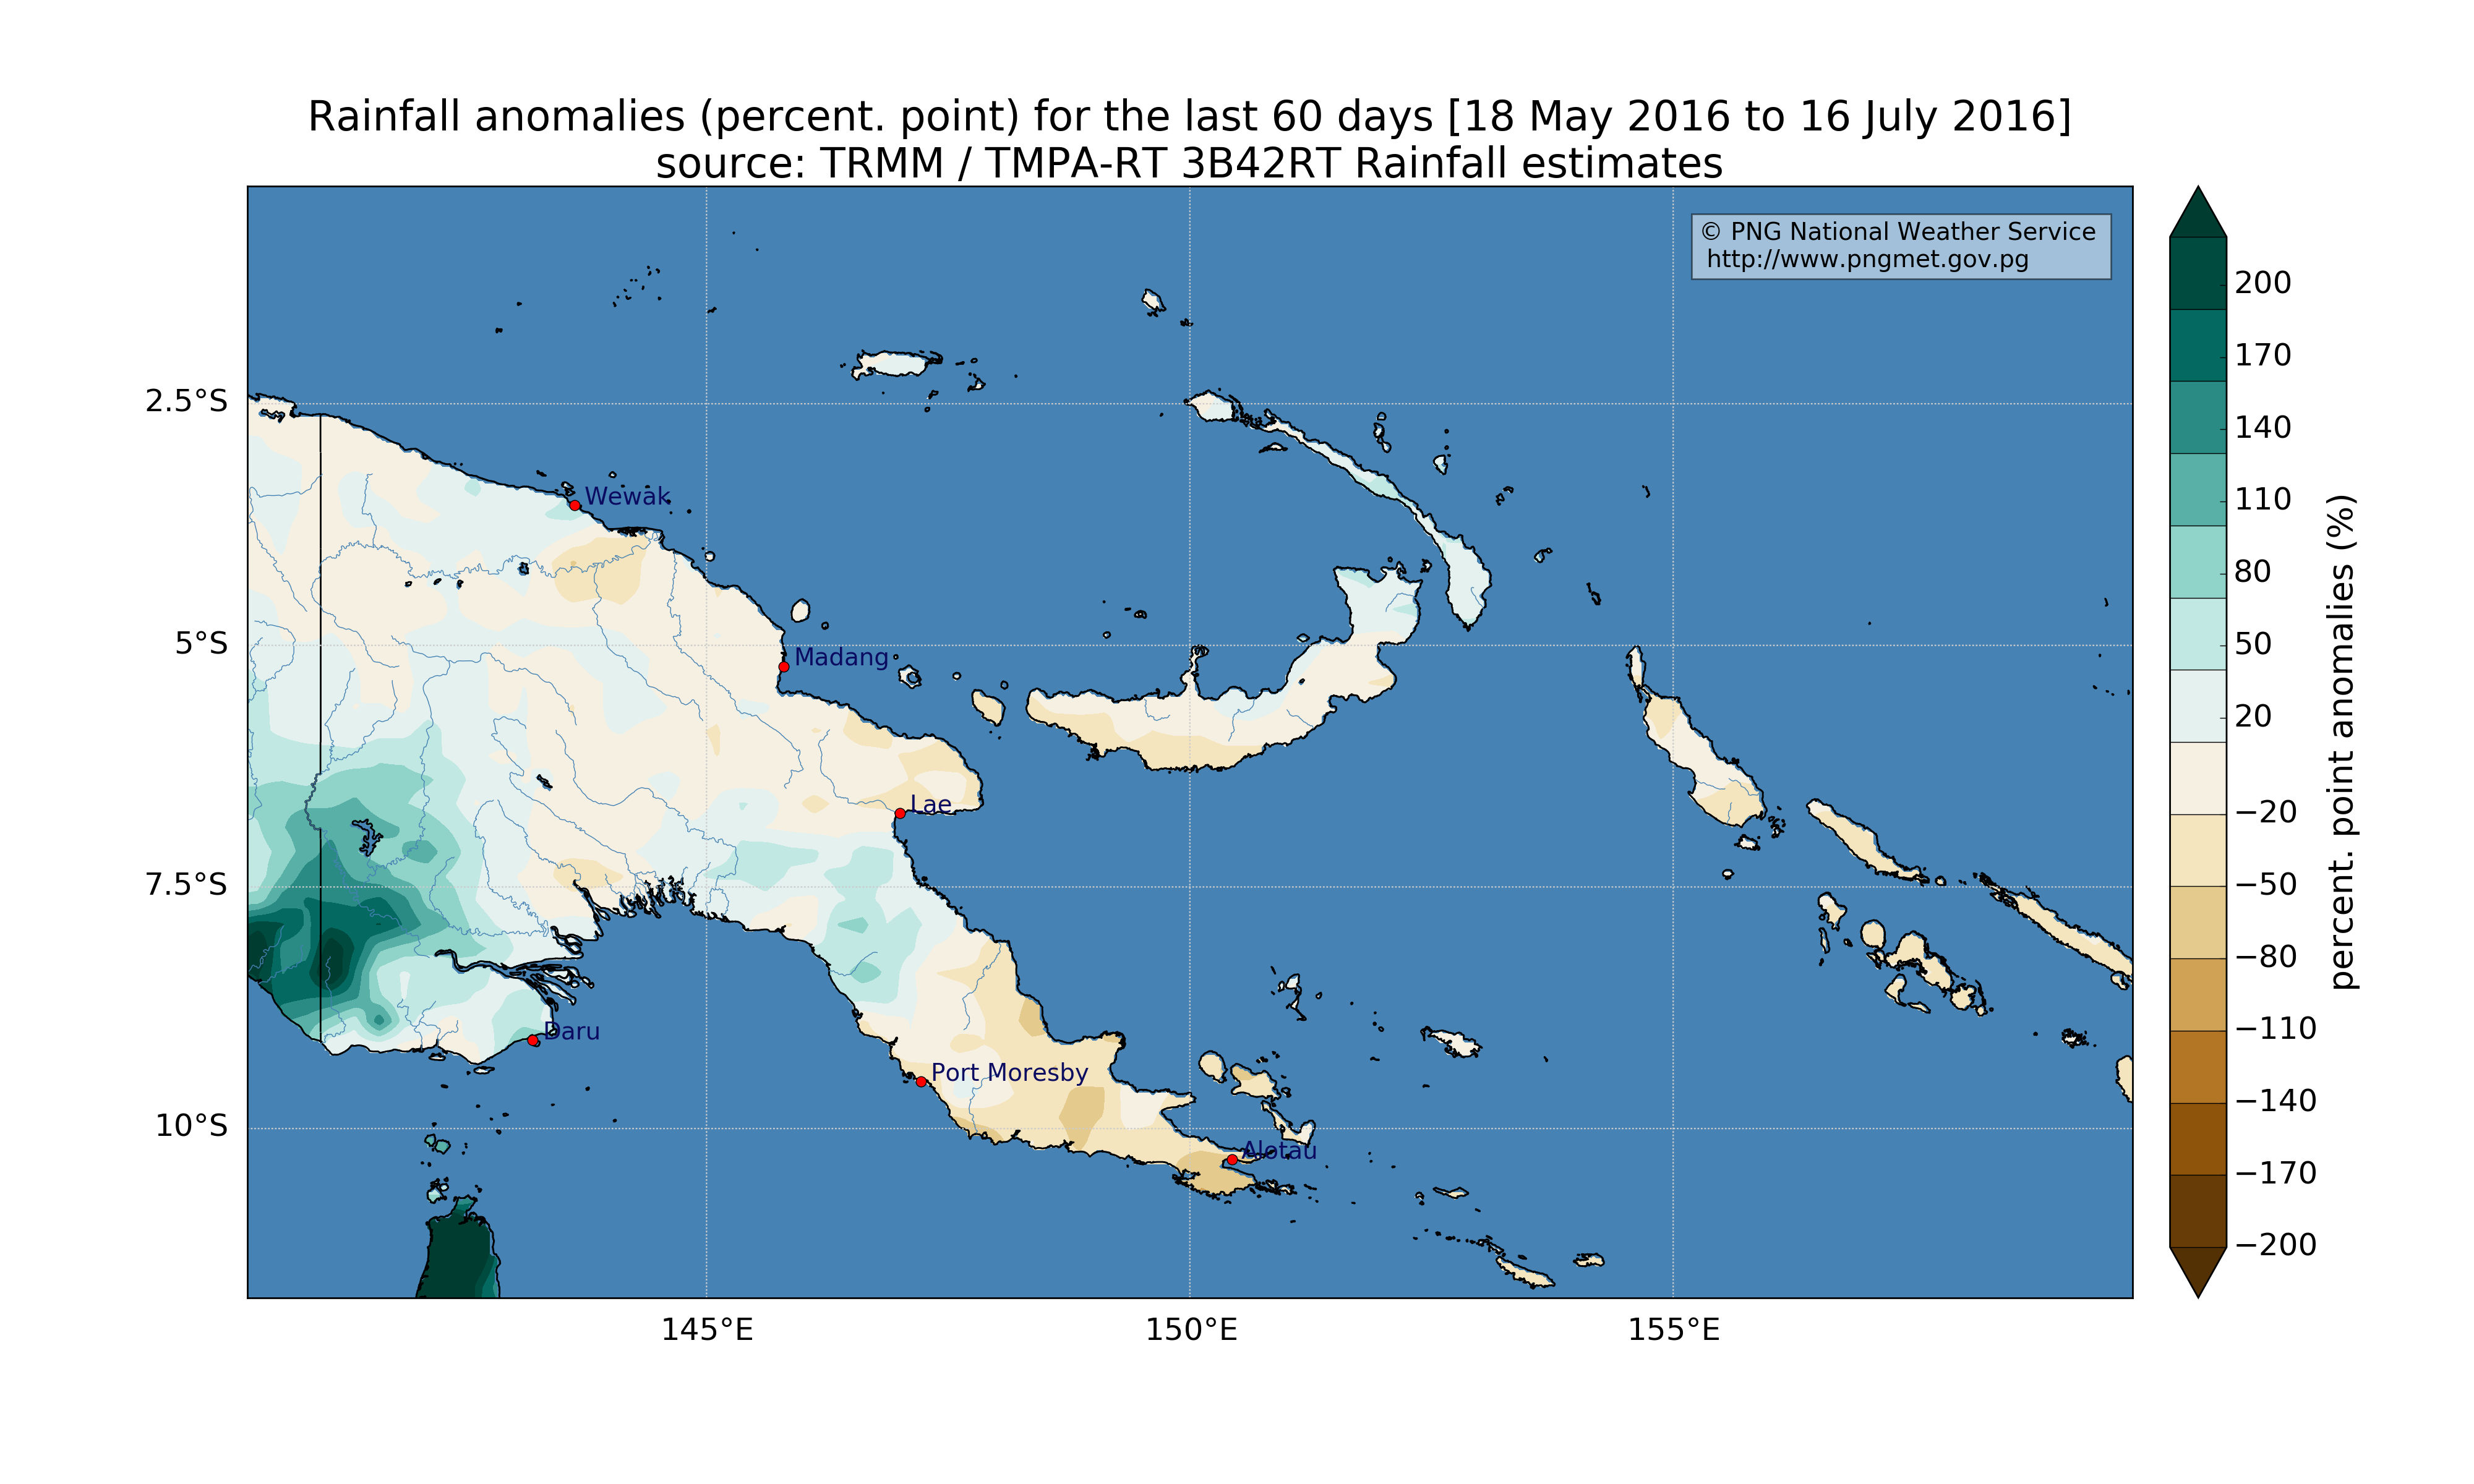 Rainfall anomalies (percent. point) for the last 60 days [18 May 2016 to 16 July 2016]
source: TRMM / TMPA-RT 3B42RT Rainfall estimates
© PNG National Weather Service
http://www.pngmet.gov.pg
2.5°S
5°S
7.5°S
10°S
145°E
150°E
155°E
Wewak
Madang
Lae
Daru
Port Moresby
Alotau
200
170
140
110
80
50
20
−20
−50
−80
−110
−140
−170
−200
percent. point anomalies (%)